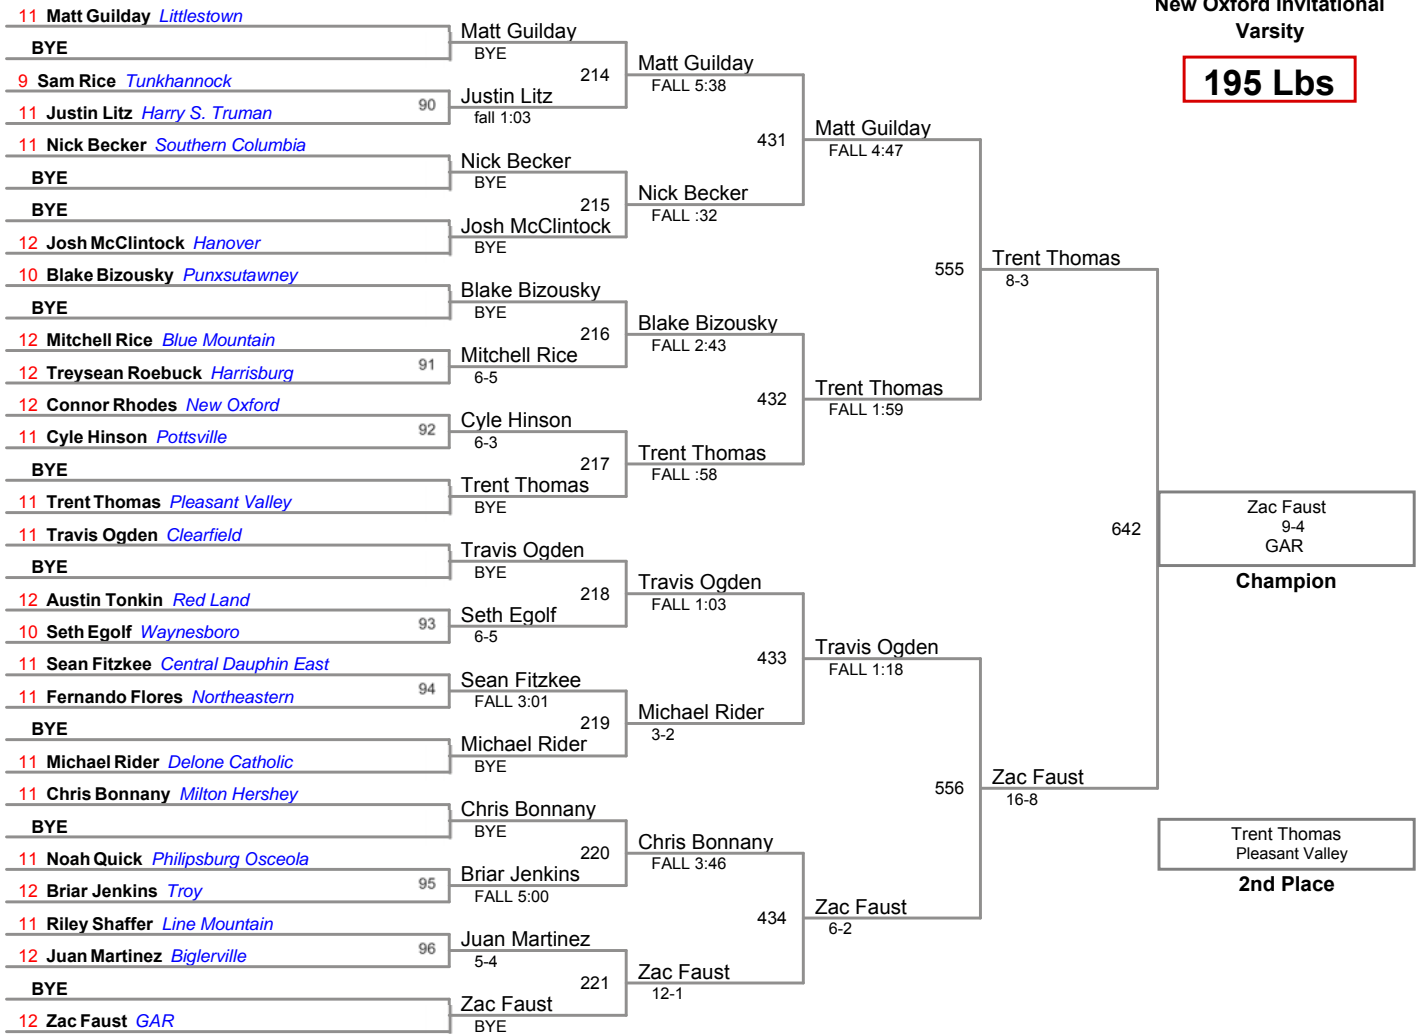 New Oxford Invitational
Varsity
195 Lbs
11 Matt Guilday Littlestown
BYE
9 Sam Rice Tunkhannock
11 Justin Litz Harry S. Truman
11 Nick Becker Southern Columbia
BYE
BYE
12 Josh McClintock Hanover
10 Blake Bizousky Punxsutawney
BYE
12 Mitchell Rice Blue Mountain
12 Treysean Roebuck Harrisburg
12 Connor Rhodes New Oxford
11 Cyle Hinson Pottsville
BYE
11 Trent Thomas Pleasant Valley
11 Travis Ogden Clearfield
BYE
12 Austin Tonkin Red Land
10 Seth Egolf Waynesboro
11 Sean Fitzkee Central Dauphin East
11 Fernando Flores Northeastern
BYE
11 Michael Rider Delone Catholic
11 Chris Bonnany Milton Hershey
BYE
11 Noah Quick Philipsburg Osceola
12 Briar Jenkins Troy
11 Riley Shaffer Line Mountain
12 Juan Martinez Biglerville
BYE
12 Zac Faust GAR
90
91
92
93
94
95
96
Matt Guilday
BYE
Justin Litz
fall 1:03
Nick Becker
BYE
Josh McClintock
BYE
Blake Bizousky
BYE
Mitchell Rice
6-5
Cyle Hinson
6-3
Trent Thomas
BYE
Travis Ogden
BYE
Seth Egolf
6-5
Sean Fitzkee
FALL 3:01
Michael Rider
BYE
Chris Bonnany
BYE
Briar Jenkins
FALL 5:00
Juan Martinez
5-4
Zac Faust
BYE
214
215
216
217
218
219
220
221
Matt Guilday
FALL 5:38
Nick Becker
FALL :32
Blake Bizousky
FALL 2:43
Trent Thomas
FALL :58
Travis Ogden
FALL 1:03
Michael Rider
3-2
Chris Bonnany
FALL 3:46
Zac Faust
12-1
431
432
433
434
Matt Guilday
FALL 4:47
Trent Thomas
FALL 1:59
Travis Ogden
FALL 1:18
Zac Faust
6-2
555
556
Trent Thomas
8-3
Zac Faust
16-8
642
Zac Faust
9-4
GAR
Champion
Trent Thomas
Pleasant Valley
2nd Place